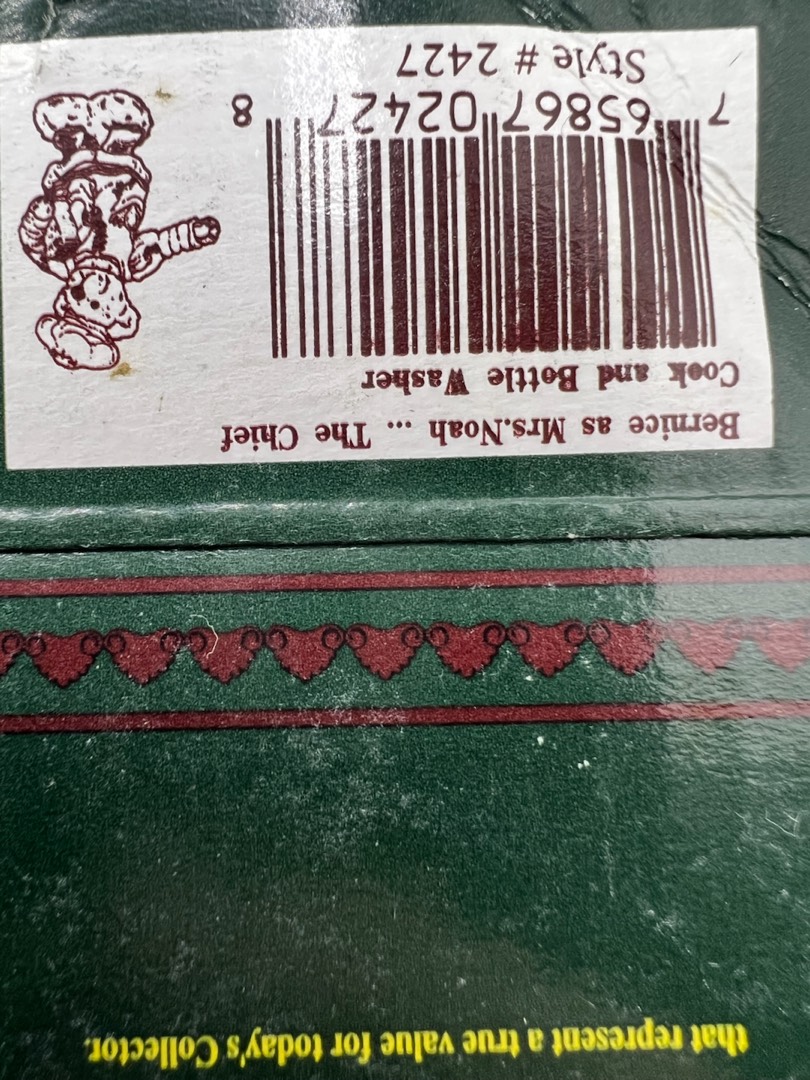 that represent a true value for today's Collector.
Bernice as Mrs.Noah ... The Chief
Cook and Bottle Washer
7 65867 02427 8
Style # 2427